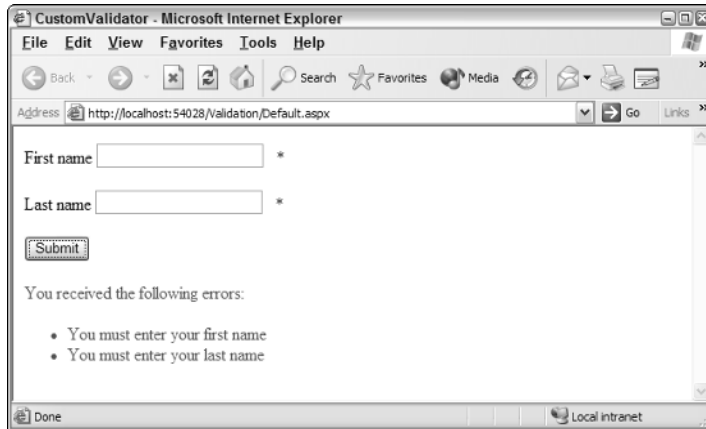 CustomValidator - Microsoft Internet Explorer
File Edit View Favorites Tools Help
Back Search Favorites Media »
Address http://localhost:54028/Validation/Default.aspx Go Links »
First name *
Last name *
Submit
You received the following errors:
• You must enter your first name
• You must enter your last name
Done Local intranet